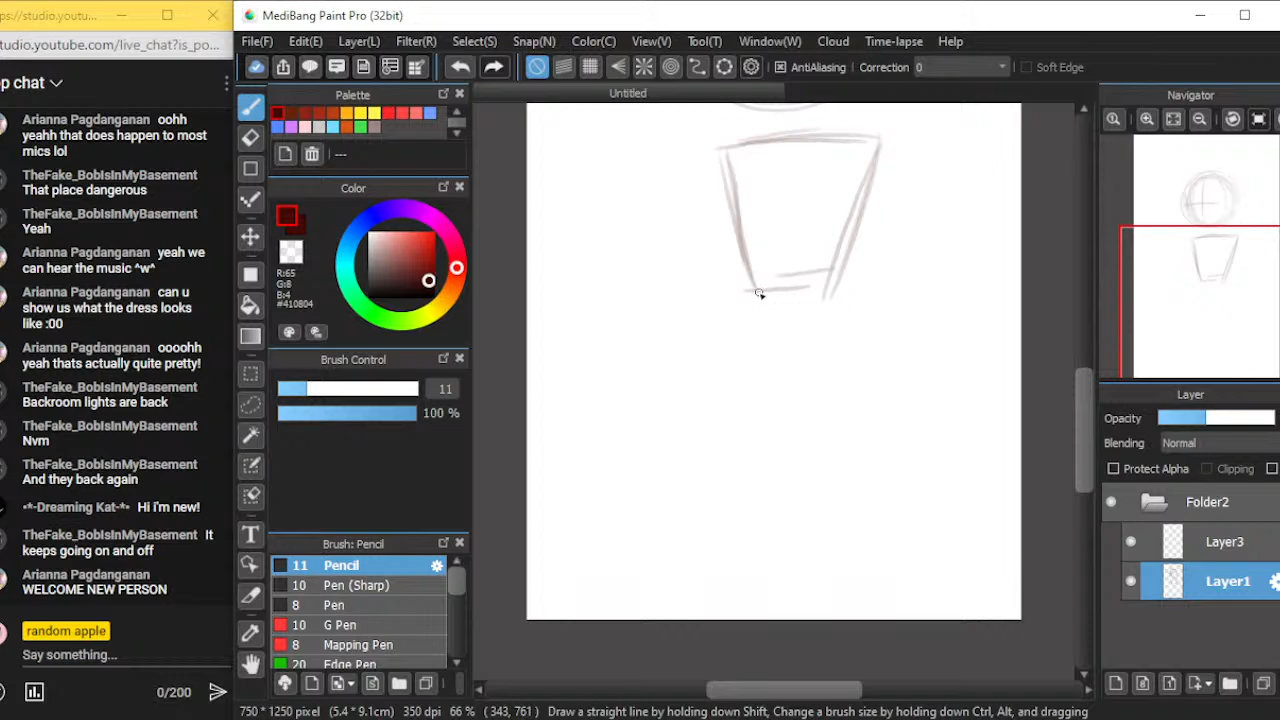 https://studio.youtu...
studio.youtube.com/live_chat?is_po...
op chat
Arianna Pagdanganan oohh
yeahh that does happen to most
mics lol
TheFake_BobIsInMyBasement
That place dangerous
TheFake_BobIsInMyBasement
Yeah
Arianna Pagdanganan yeah we
can hear the music ^w^
Arianna Pagdanganan can u
show us what the dress looks
like :00
Arianna Pagdanganan oooohh
yeah thats actually quite pretty!
TheFake_BobIsInMyBasement
Backroom lights are back
TheFake_BobIsInMyBasement
Nvm
TheFake_BobIsInMyBasement
And they back again
•*•-Dreaming Kat-•*• Hi i'm new!
TheFake_BobIsInMyBasement It
keeps going on and off
Arianna Pagdanganan
WELCOME NEW PERSON
random apple
Say something...
0/200
MediBang Paint Pro (32bit)
File(F) Edit(E) Layer(L) Filter(R) Select(S) Snap(N) Color(C) View(V) Tool(T) Window(W) Cloud Time-lapse Help
AntiAliasing Correction 0 Soft Edge
Palette
---
Color
R:65
G:8
B:4
#410804
Brush Control
11
100 %
Brush: Pencil
11 Pencil
10 Pen (Sharp)
8 Pen
10 G Pen
8 Mapping Pen
20 Edge Pen
Untitled
Navigator
Layer
Opacity
Blending Normal
Protect Alpha Clipping
Folder2
Layer3
Layer1
750 * 1250 pixel (5.4 * 9.1cm) 350 dpi 66 % ( 343, 761 ) Draw a straight line by holding down Shift, Change a brush size by holding down Ctrl, Alt, and dragging